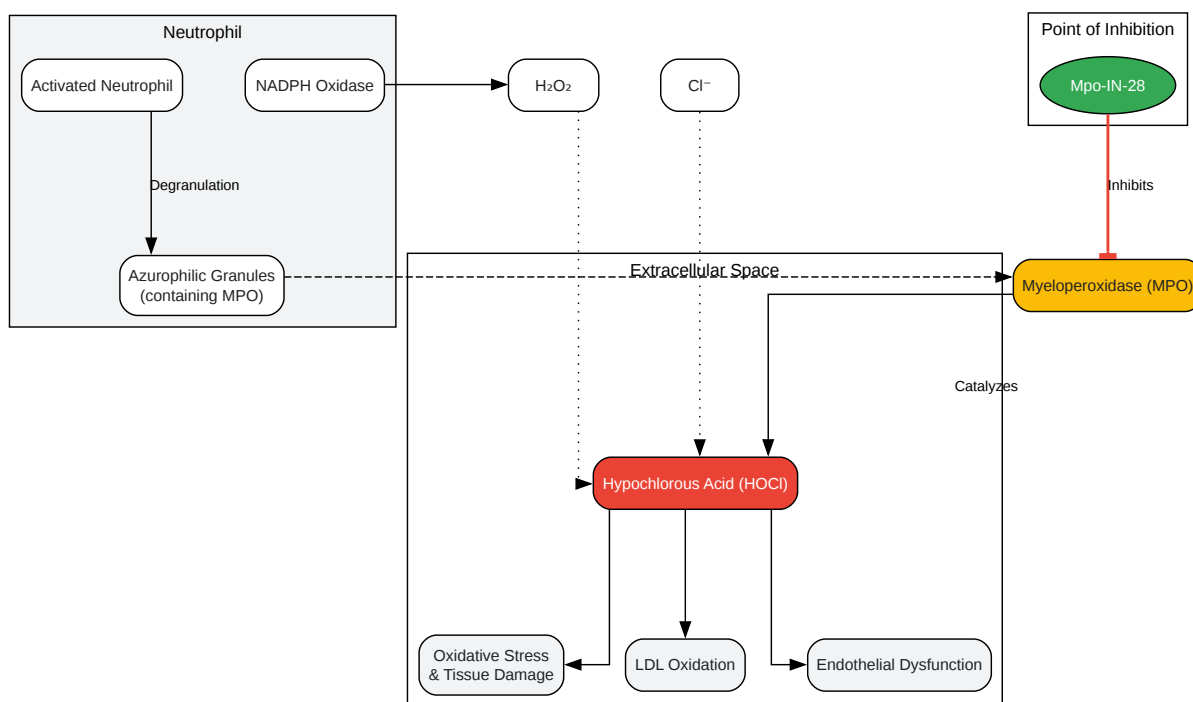 Neutrophil
Point of Inhibition
Activated Neutrophil
NADPH Oxidase
H₂O₂
Cl⁻
Mpo-IN-28
Degranulation
Inhibits
Azurophilic Granules
(containing MPO)
Extracellular Space
Myeloperoxidase (MPO)
Catalyzes
Hypochlorous Acid (HOCl)
Oxidative Stress
& Tissue Damage
LDL Oxidation
Endothelial Dysfunction